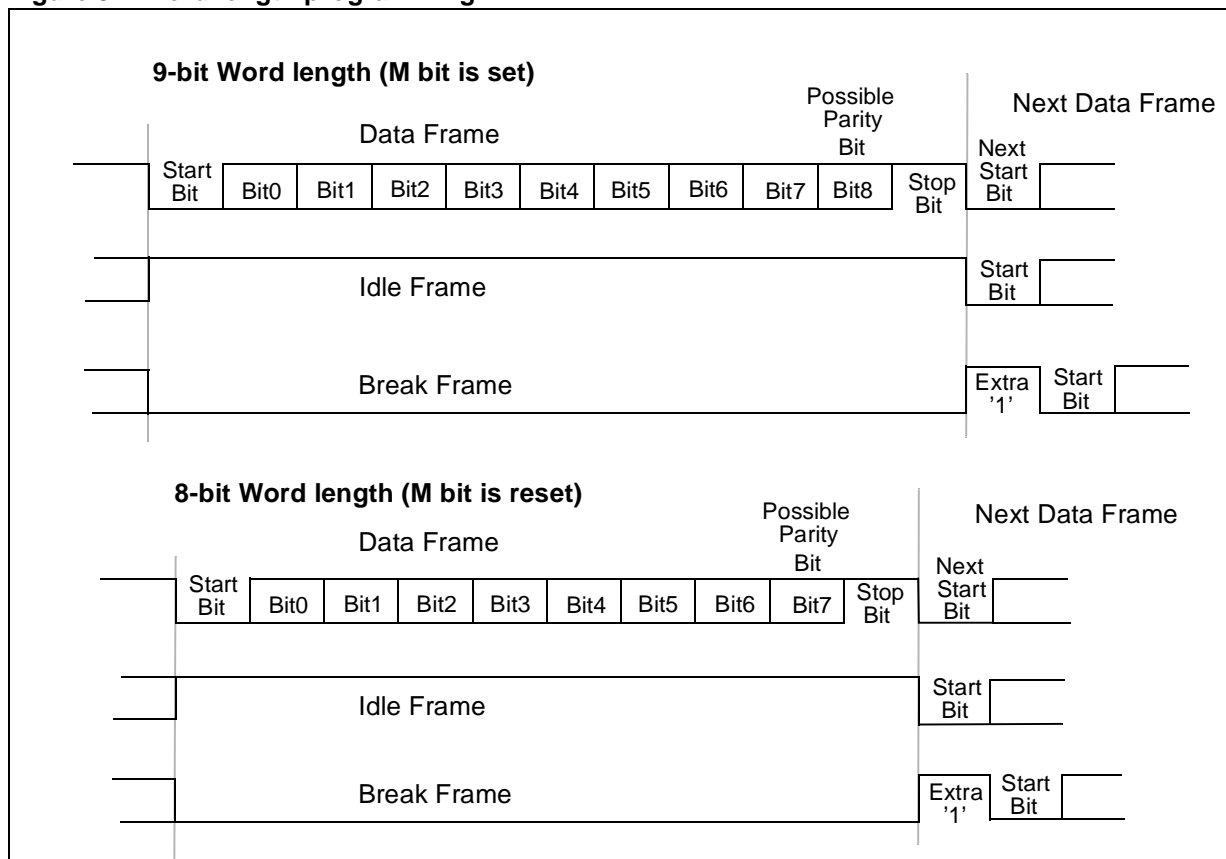 9-bit Word length (M bit is set)
Possible
Parity
Bit
Next Data Frame
Data Frame
Next
Start
Bit
Start
Bit
Bit0
Bit1
Bit2
Bit3
Bit4
Bit5
Bit6
Bit7
Bit8
Stop
Bit
Idle Frame
Start
Bit
Break Frame
Extra
'1'
Start
Bit
8-bit Word length (M bit is reset)
Possible
Parity
Bit
Next Data Frame
Data Frame
Next
Start
Bit
Start
Bit
Bit0
Bit1
Bit2
Bit3
Bit4
Bit5
Bit6
Bit7
Stop
Bit
Idle Frame
Start
Bit
Break Frame
Extra
'1'
Start
Bit